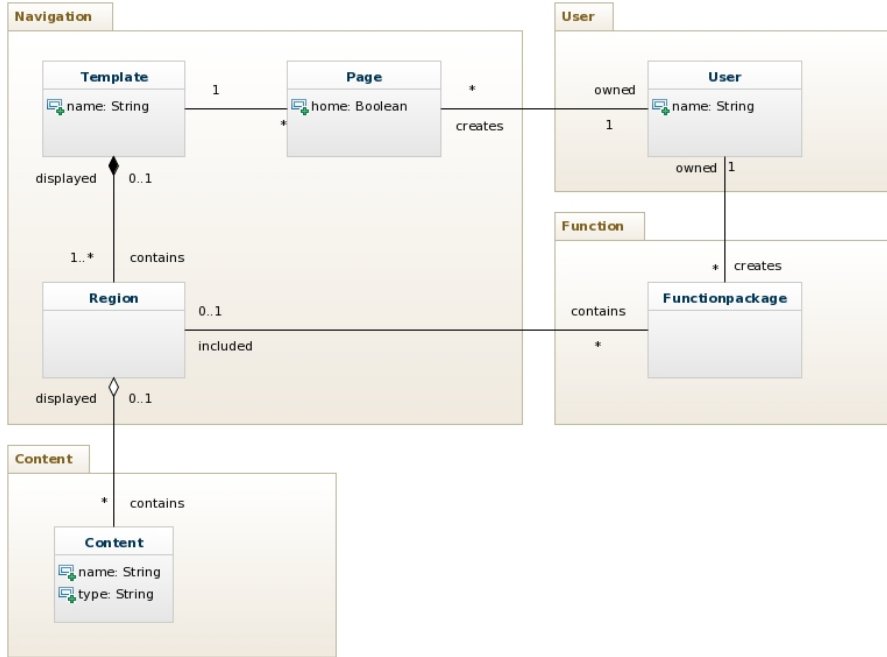 Navigation
User
Template
Page
User
name: String
home: Boolean
name: String
1
*
*
creates
owned
1
displayed
0..1
owned
1
Function
1..*
contains
*
creates
Region
Functionpackage
0..1
included
contains
*
displayed
0..1
Content
*
contains
Content
name: String
type: String